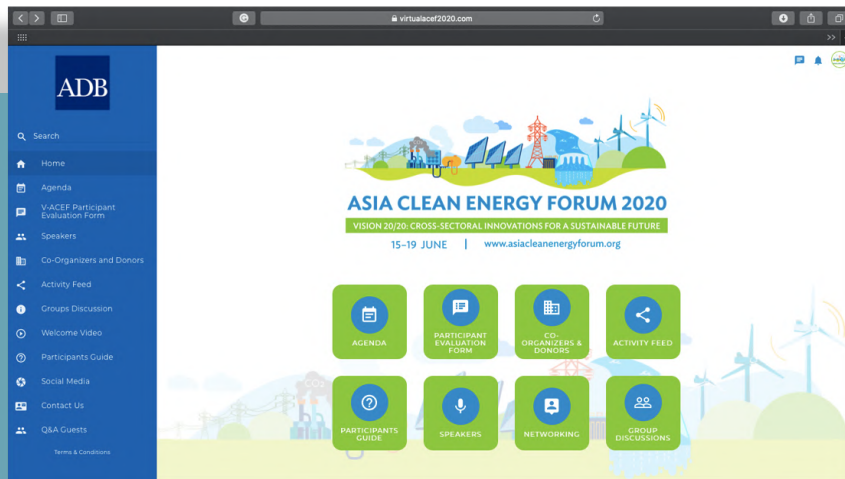 virtualacef2020.com
ADB
Search
Home
Agenda
V-ACEF Participant
Evaluation Form
Speakers
Co-Organizers and Donors
Activity Feed
Groups Discussion
Welcome Video
Participants Guide
Social Media
Contact Us
Q&A Guests
Terms & Conditions
ASIA CLEAN ENERGY FORUM 2020
VISION 20/20: CROSS-SECTORAL INNOVATIONS FOR A SUSTAINABLE FUTURE
15–19 JUNE | www.asiacleanenergyforum.org
AGENDA
PARTICIPANT
EVALUATION
FORM
CO-
ORGANIZERS &
DONORS
ACTIVITY FEED
PARTICIPANTS
GUIDE
SPEAKERS
NETWORKING
GROUP
DISCUSSIONS